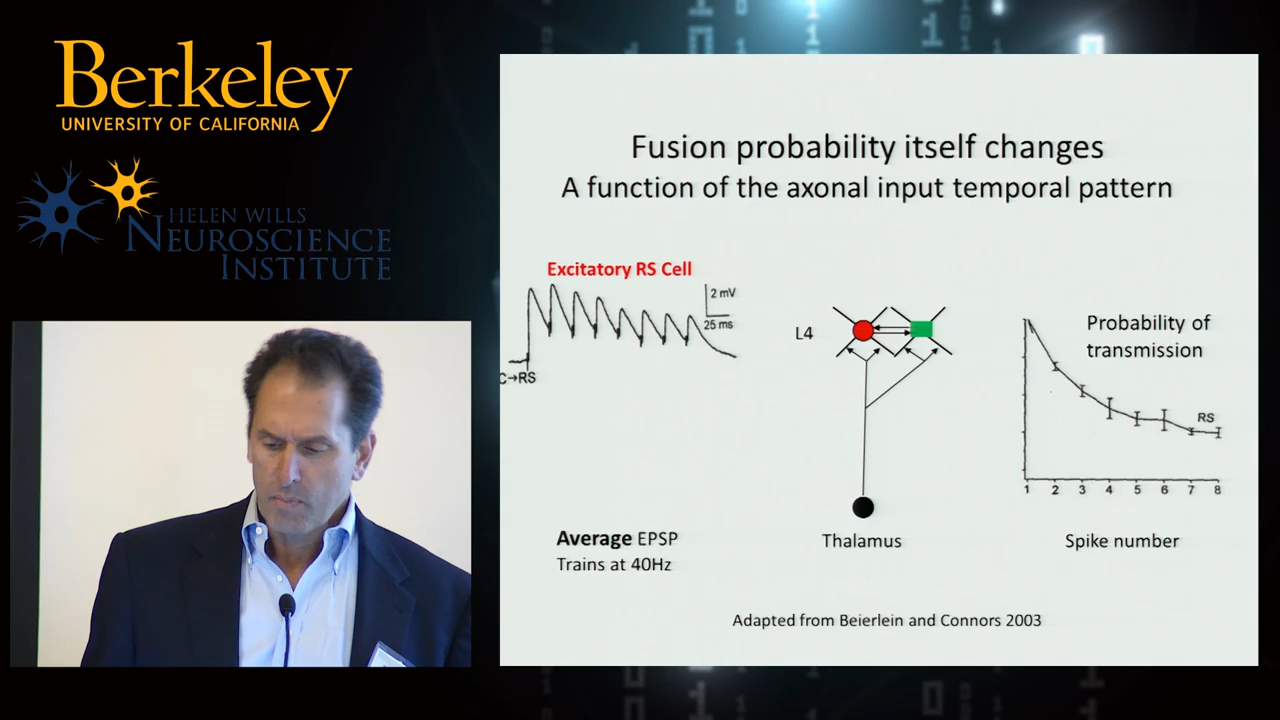 Berkeley
UNIVERSITY OF CALIFORNIA
HELEN WILLS
NEUROSCIENCE
INSTITUTE
Fusion probability itself changes
A function of the axonal input temporal pattern
Excitatory RS Cell
2 mV
25 ms
C→RS
L4
Probability of
transmission
RS
1 2 3 4 5 6 7 8
Average EPSP
Trains at 40Hz
Thalamus
Spike number
Adapted from Beierlein and Connors 2003